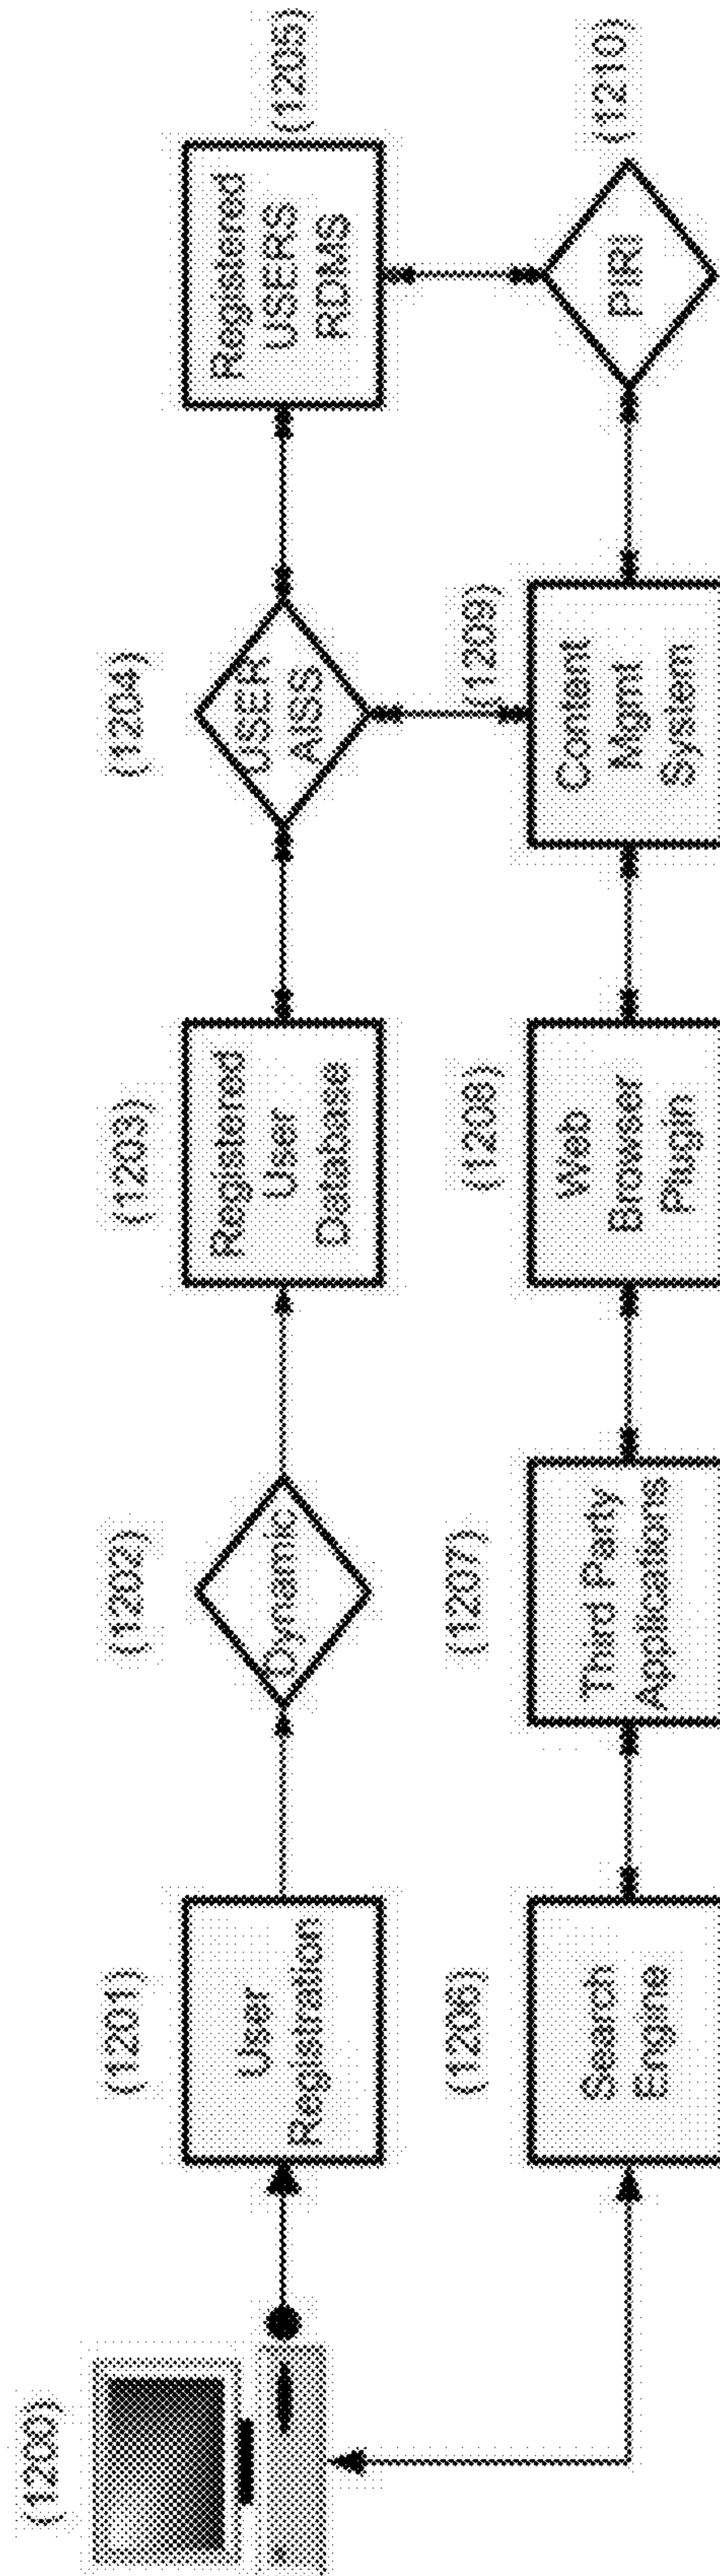 (1200)
(1201)
User
Registration
(1202)
Dynamic
(1203)
Registered
User
Database
(1204)
USER
AISS
Registered
USERS
RDMS
(1205)
(1206)
Search
Engine
(1207)
Third Party
Applications
(1208)
Web
Browser
Plugin
(1209)
Content
Mgmt
System
PIRI
(1210)